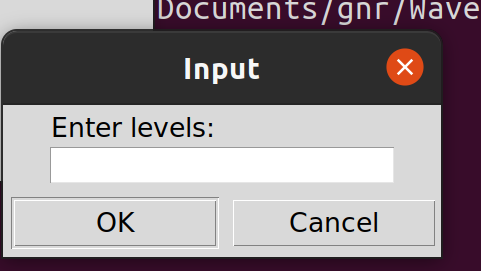 Documents/gnr/Wave
Input
Enter levels:
OK
Cancel